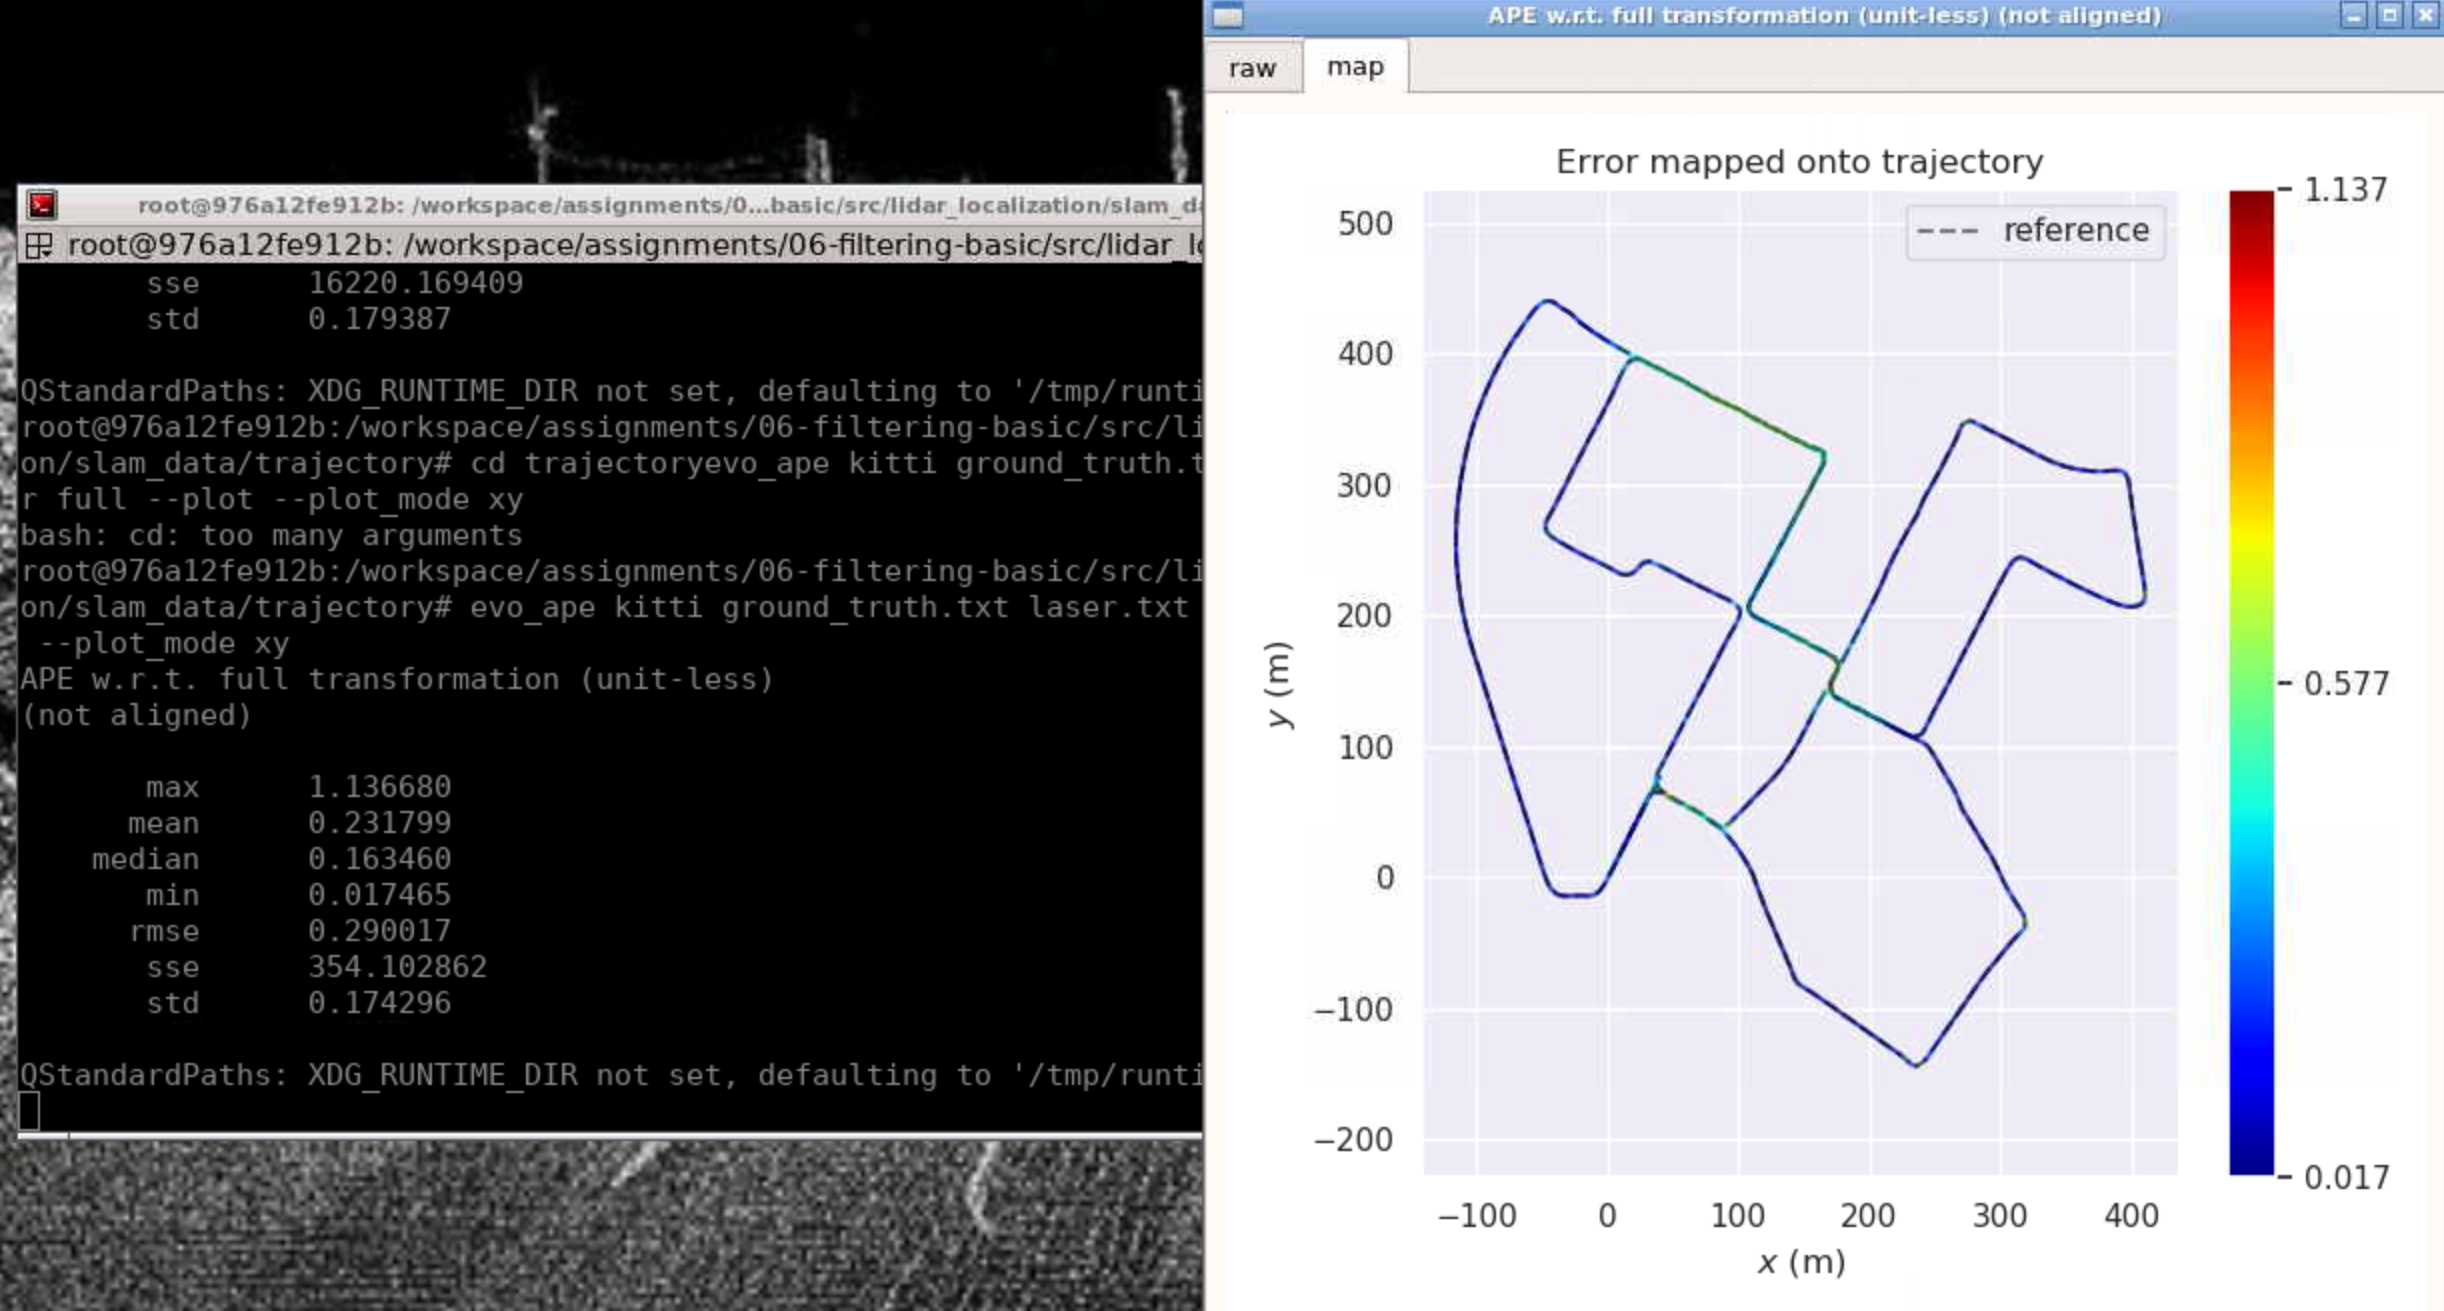 root@976a12fe912b: /workspace/assignments/0...basic/src/lidar_localization/slam_da
root@976a12fe912b: /workspace/assignments/06-filtering-basic/src/lidar_lo
sse 16220.169409
std 0.179387
QStandardPaths: XDG_RUNTIME_DIR not set, defaulting to '/tmp/runti
root@976a12fe912b:/workspace/assignments/06-filtering-basic/src/li
on/slam_data/trajectory# cd trajectoryevo_ape kitti ground_truth.t
r full --plot --plot_mode xy
bash: cd: too many arguments
root@976a12fe912b:/workspace/assignments/06-filtering-basic/src/li
on/slam_data/trajectory# evo_ape kitti ground_truth.txt laser.txt
--plot_mode xy
APE w.r.t. full transformation (unit-less)
(not aligned)
max 1.136680
mean 0.231799
median 0.163460
min 0.017465
rmse 0.290017
sse 354.102862
std 0.174296
QStandardPaths: XDG_RUNTIME_DIR not set, defaulting to '/tmp/runti
APE w.r.t. full transformation (unit-less) (not aligned)
raw map
Error mapped onto trajectory
reference
500
400
300
200
100
0
−100
−200
y (m)
−100 0 100 200 300 400
x (m)
1.137
0.577
0.017